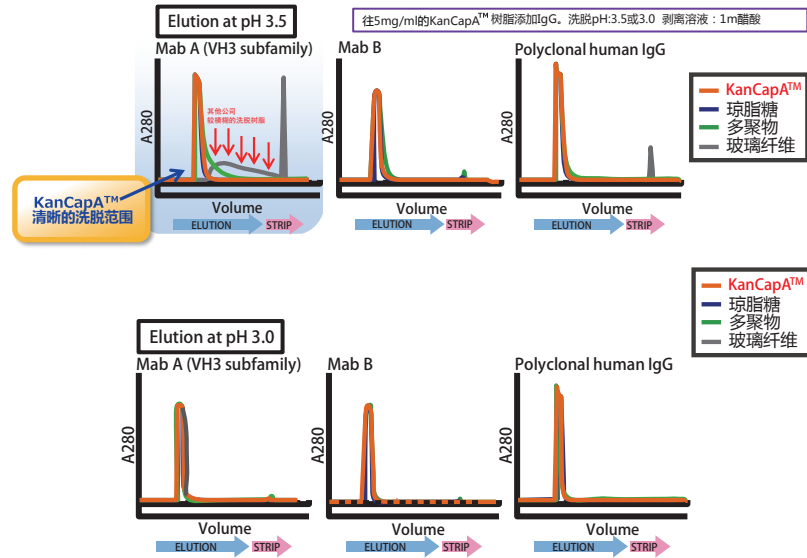 Elution at pH 3.5
往5mg/ml的KanCapA™ 树脂添加IgG。洗脱pH:3.5或3.0 剥离溶液：1m醋酸
Mab A (VH3 subfamily)
Mab B
Polyclonal human IgG
A280
其他公司
较模糊的洗脱树脂
A280
A280
KanCapA™
琼脂糖
多聚物
玻璃纤维
KanCapA™
清晰的洗脱范围
Volume
ELUTION
STRIP
Volume
ELUTION
STRIP
Volume
ELUTION
STRIP
KanCapA™
琼脂糖
多聚物
玻璃纤维
Elution at pH 3.0
Mab A (VH3 subfamily)
Mab B
Polyclonal human IgG
A280
A280
A280
Volume
ELUTION
STRIP
Volume
ELUTION
STRIP
Volume
ELUTION
STRIP